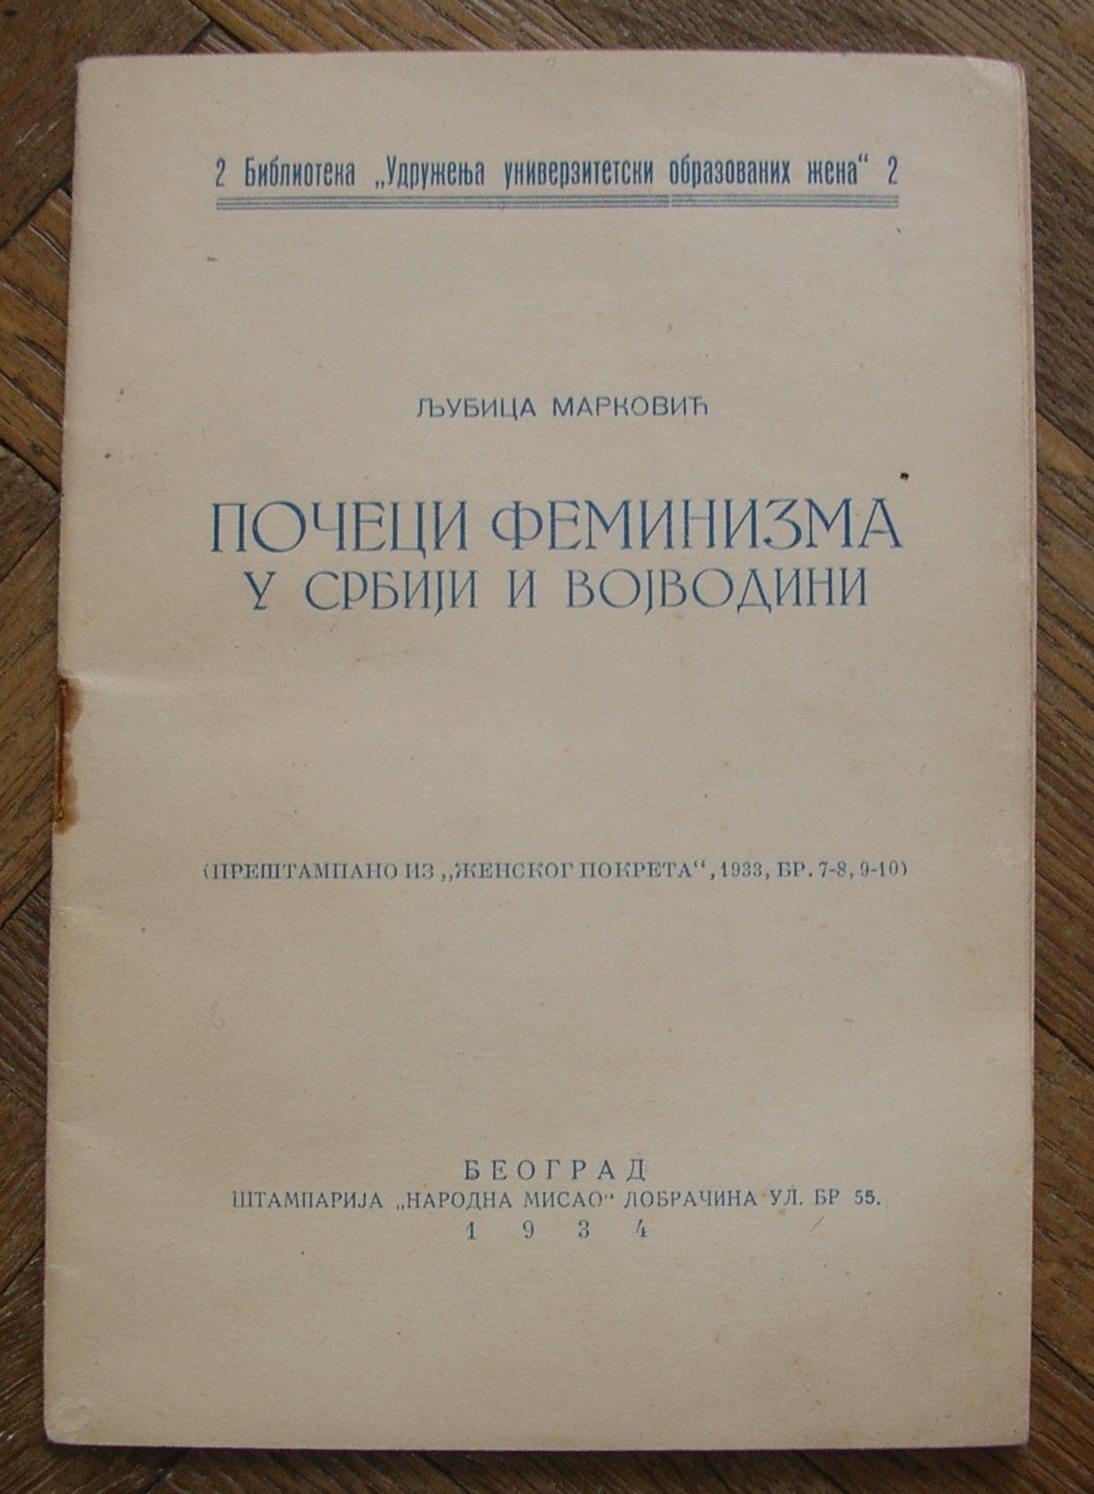 2 Библиотека „Удружења универзитетски образованих жена“ 2
ЉУБИЦА МАРКОВИЋ
ПОЧЕЦИ ФЕМИНИЗМА
У СРБИЈИ И ВОЈВОДИНИ
(ПРЕШТАМПАНО ИЗ „ЖЕНСКОГ ПОКРЕТА“, 1933, БР. 7-8, 9-10)
БЕОГРАД
ШТАМПАРИЈА „НАРОДНА МИСАО“ ЛОБРАЧИНА УЛ. БР 55.
1934